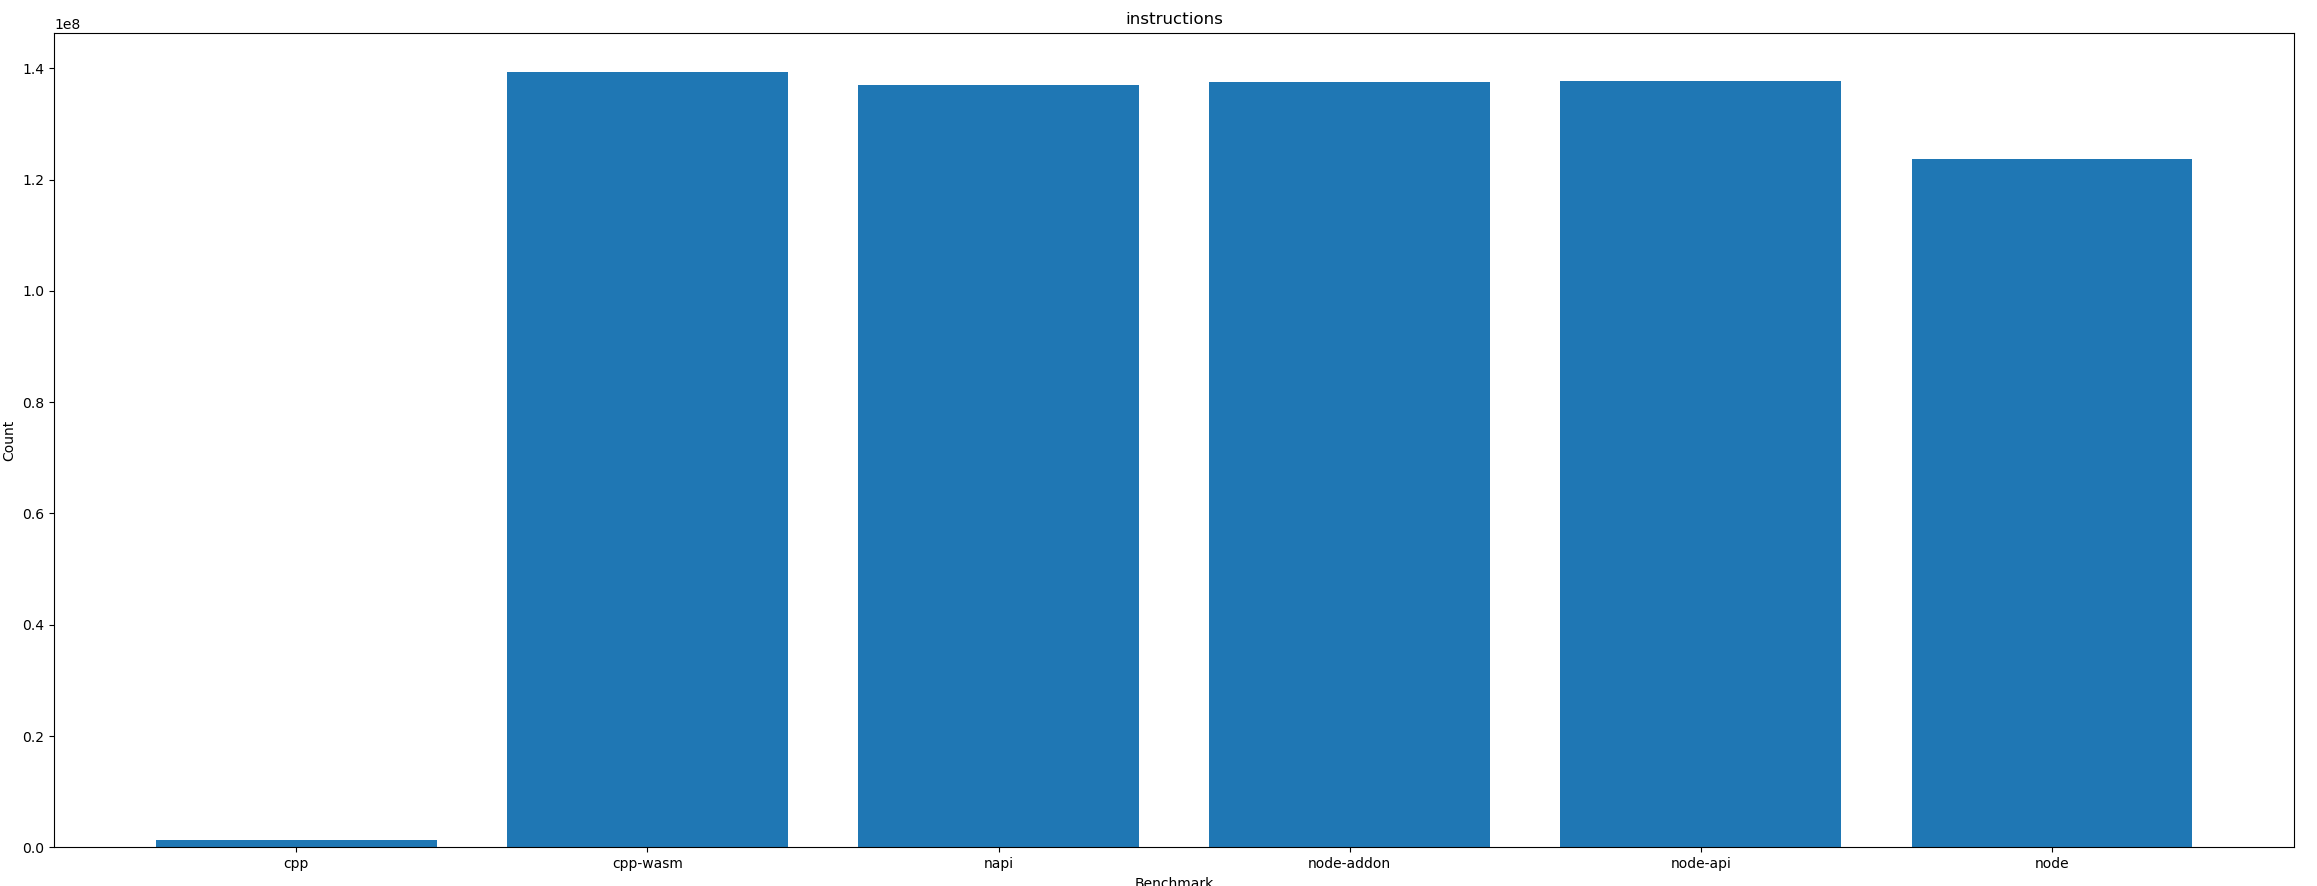 instructions
1e8
1.4
1.2
1.0
0.8
0.6
0.4
0.2
0.0
Count
cpp
cpp-wasm
napi
node-addon
node-api
node
Benchmark